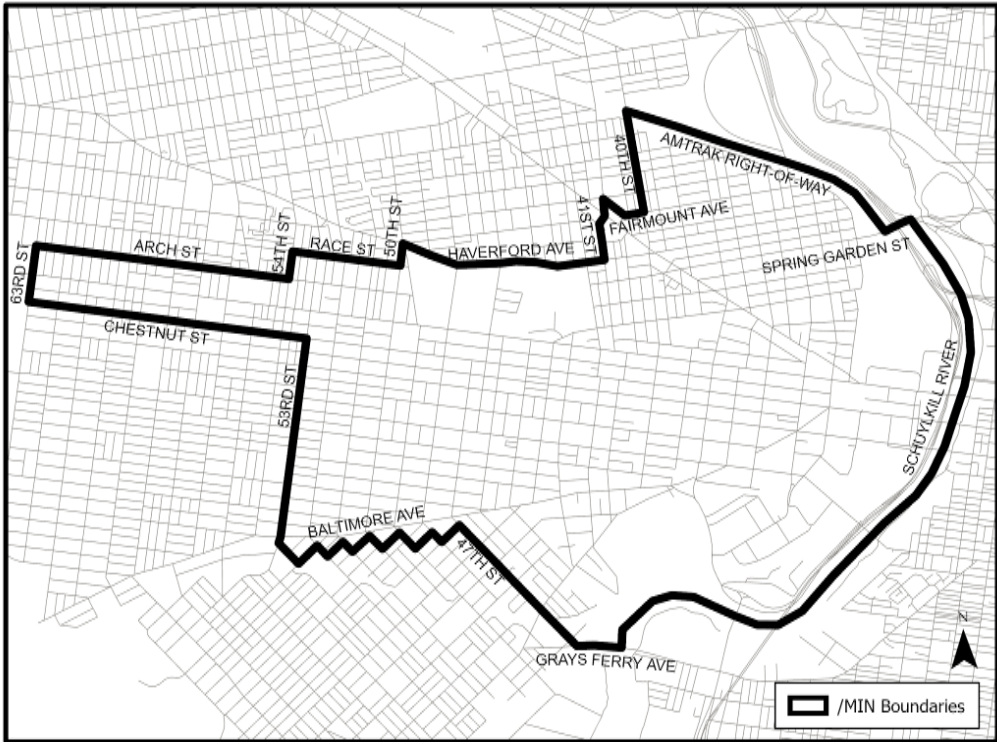 40TH ST
AMTRAK RIGHT-OF-WAY
41ST ST
FAIRMOUNT AVE
50TH ST
54TH ST
RACE ST
HAVERFORD AVE
ARCH ST
SPRING GARDEN ST
63RD ST
CHESTNUT ST
53RD ST
SCHUYLKILL RIVER
BALTIMORE AVE
47TH ST
GRAYS FERRY AVE
N
/MIN Boundaries